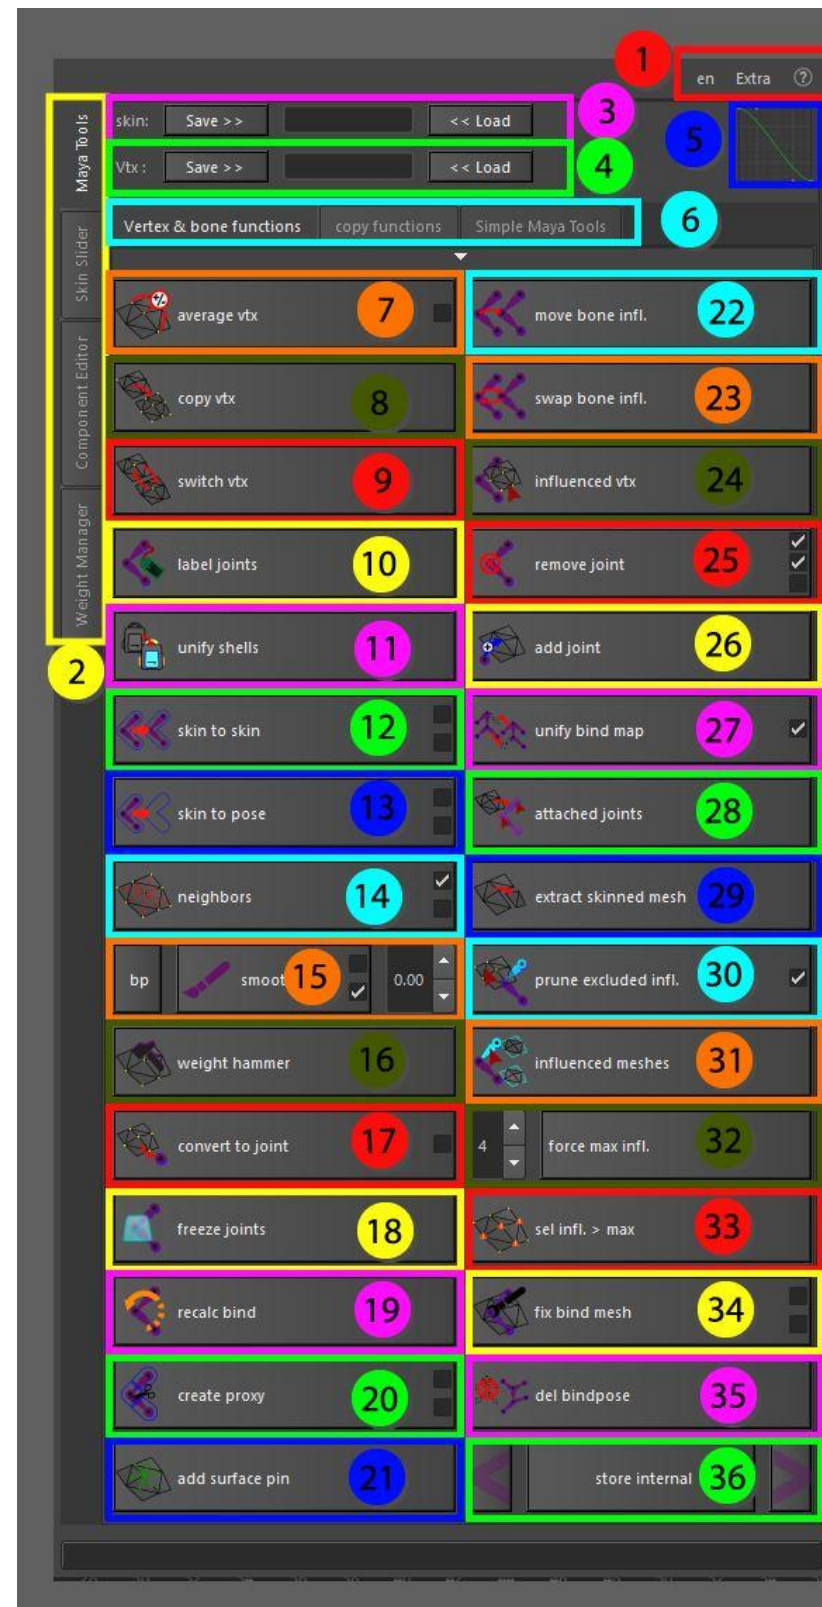 1
en Extra ?
skin: Save >> << Load 3
5
Vtx : Save >> << Load 4
Vertex & bone functions copy functions Simple Maya Tools 6
Maya Tools
Skin Slider
Component Editor
Weight Manager
2
average vtx 7
copy vtx 8
switch vtx 9
label joints 10
unify shells 11
skin to skin 12
skin to pose 13
neighbors 14
bp smoot 15 0.00
weight hammer 16
convert to joint 17
freeze joints 18
recalc bind 19
create proxy 20
add surface pin 21
move bone infl. 22
swap bone infl. 23
influenced vtx 24
remove joint 25
add joint 26
unify bind map 27
attached joints 28
extract skinned mesh 29
prune excluded infl. 30
influenced meshes 31
4 force max infl. 32
sel infl. > max 33
fix bind mesh 34
del bindpose 35
store internal 36